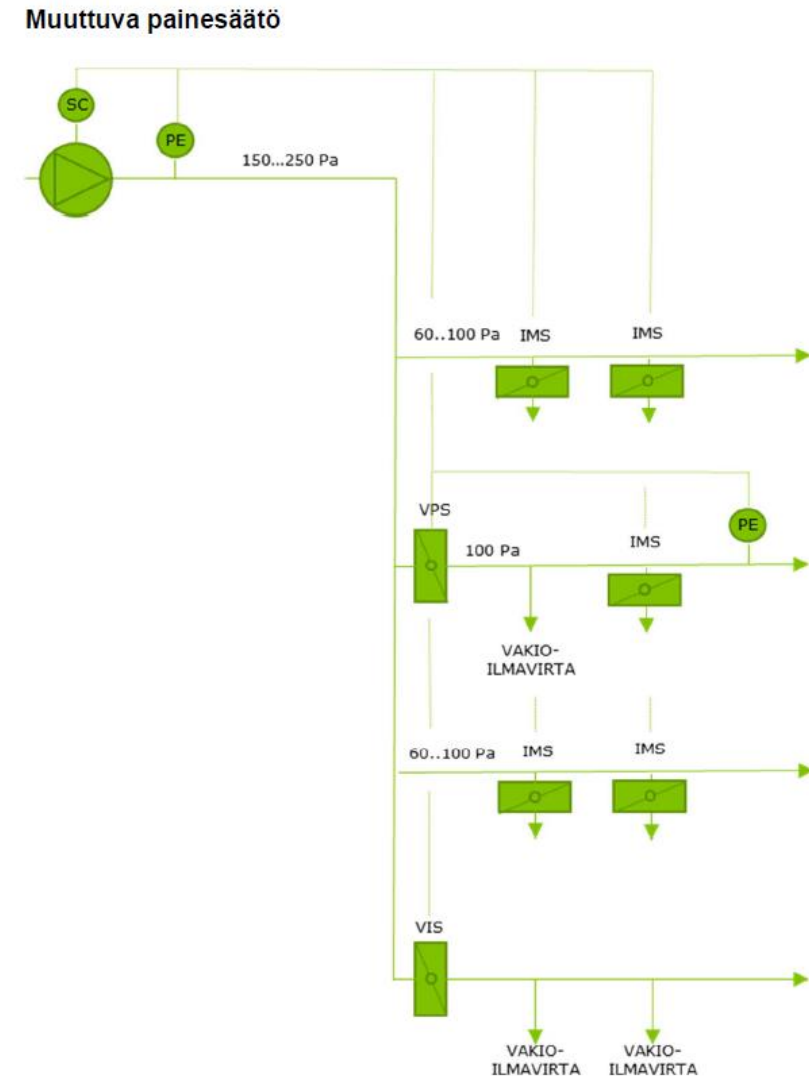 Muuttuva painesäätö
SC
PE
150...250 Pa
60..100 Pa IMS IMS
VPS
PE
100 Pa
IMS
VAKIO-
ILMAVIRTA
60..100 Pa IMS IMS
VIS
VAKIO- VAKIO-
ILMAVIRTA ILMAVIRTA